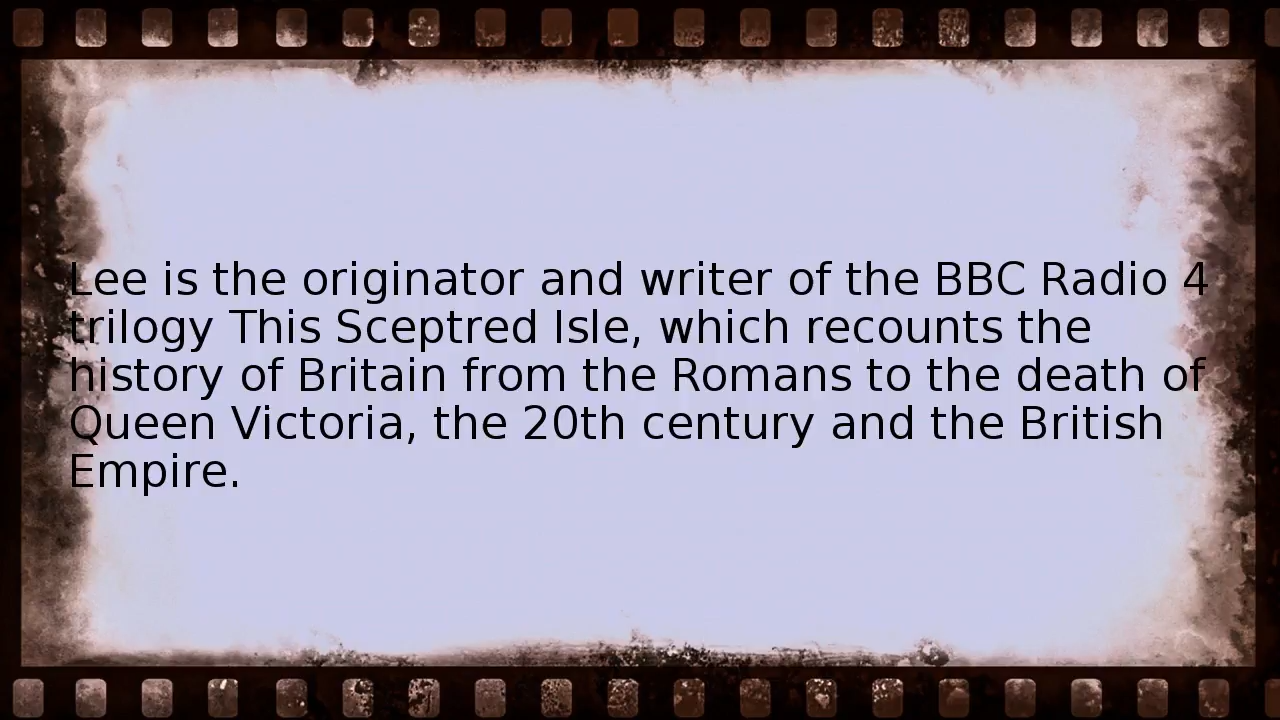 Lee is the originator and writer of the BBC Radio 4
trilogy This Sceptred Isle, which recounts the
history of Britain from the Romans to the death of
Queen Victoria, the 20th century and the British
Empire.